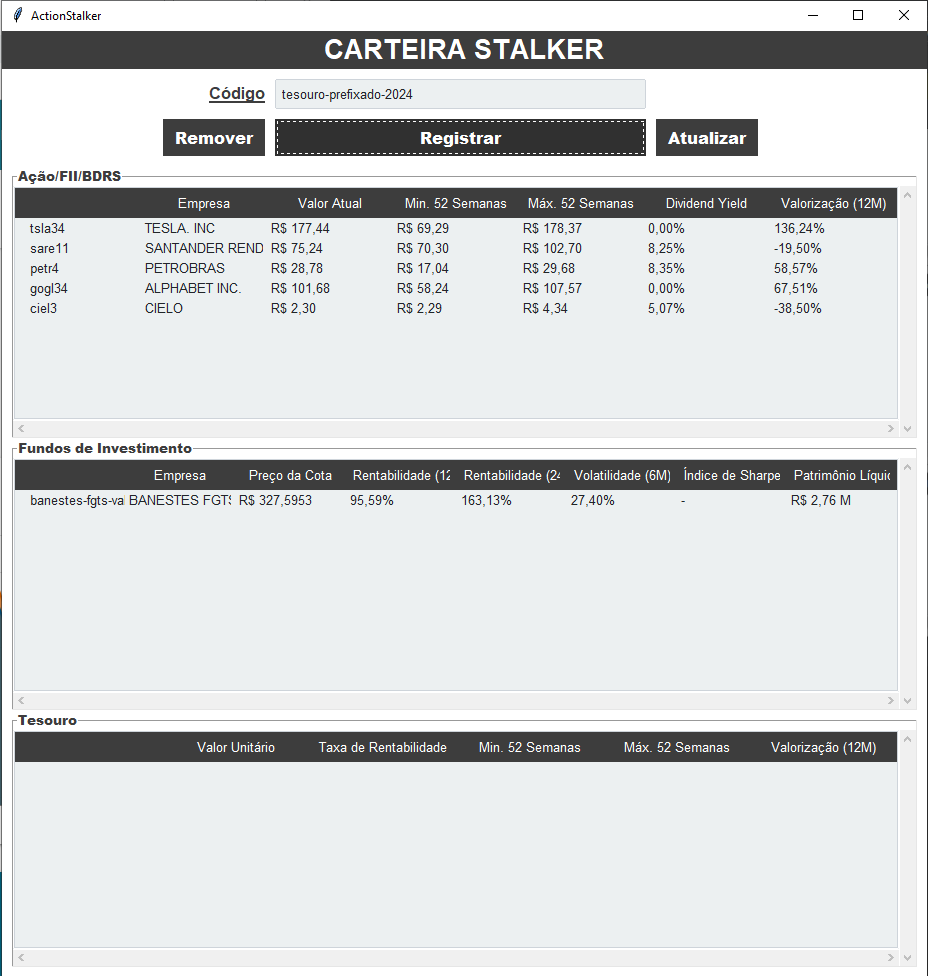 ActionStalker
CARTEIRA STALKER
Código tesouro-prefixado-2024
Remover Registrar Atualizar
Ação/FII/BDRS
Empresa Valor Atual Min. 52 Semanas Máx. 52 Semanas Dividend Yield Valorização (12M)
tsla34 TESLA. INC R$ 177,44 R$ 69,29 R$ 178,37 0,00% 136,24%
sare11 SANTANDER REND R$ 75,24 R$ 70,30 R$ 102,70 8,25% -19,50%
petr4 PETROBRAS R$ 28,78 R$ 17,04 R$ 29,68 8,35% 58,57%
gogl34 ALPHABET INC. R$ 101,68 R$ 58,24 R$ 107,57 0,00% 67,51%
ciel3 CIELO R$ 2,30 R$ 2,29 R$ 4,34 5,07% -38,50%
Fundos de Investimento
Empresa Preço da Cota Rentabilidade (12 Rentabilidade (24 Volatilidade (6M) Índice de Sharpe Patrimônio Líquic
banestes-fgts-val BANESTES FGTS R$ 327,5953 95,59% 163,13% 27,40% - R$ 2,76 M
Tesouro
Valor Unitário Taxa de Rentabilidade Min. 52 Semanas Máx. 52 Semanas Valorização (12M)